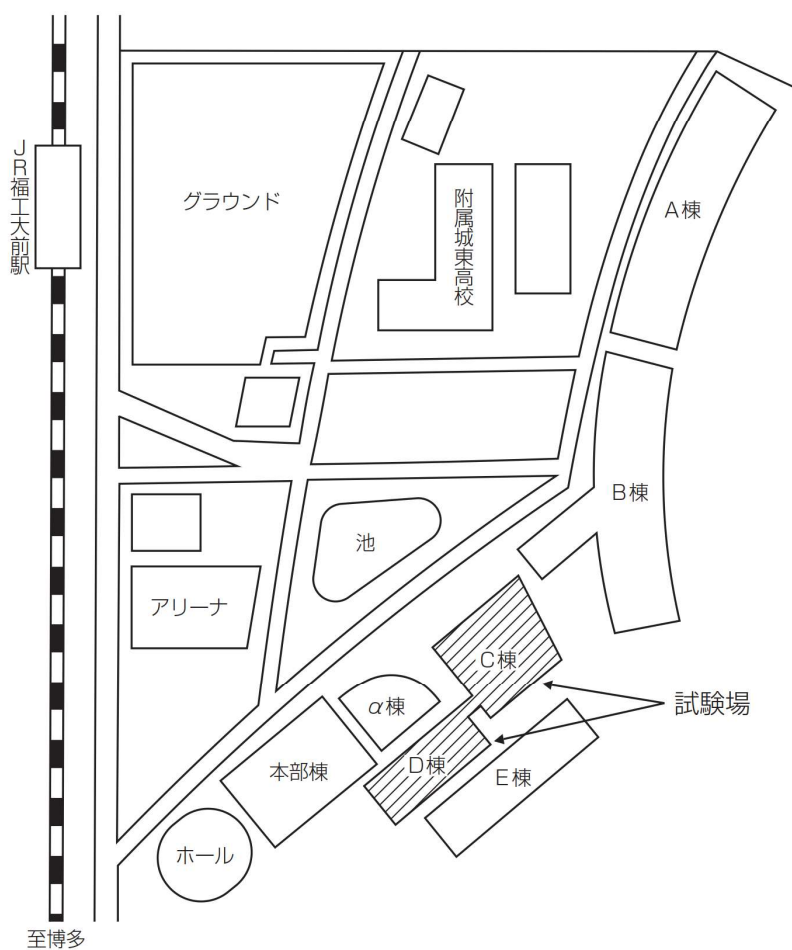 JR福工大前駅
グラウンド
附属城東高校
A棟
B棟
池
アリーナ
C棟
α棟
試験場
本部棟
D棟
E棟
ホール
至博多